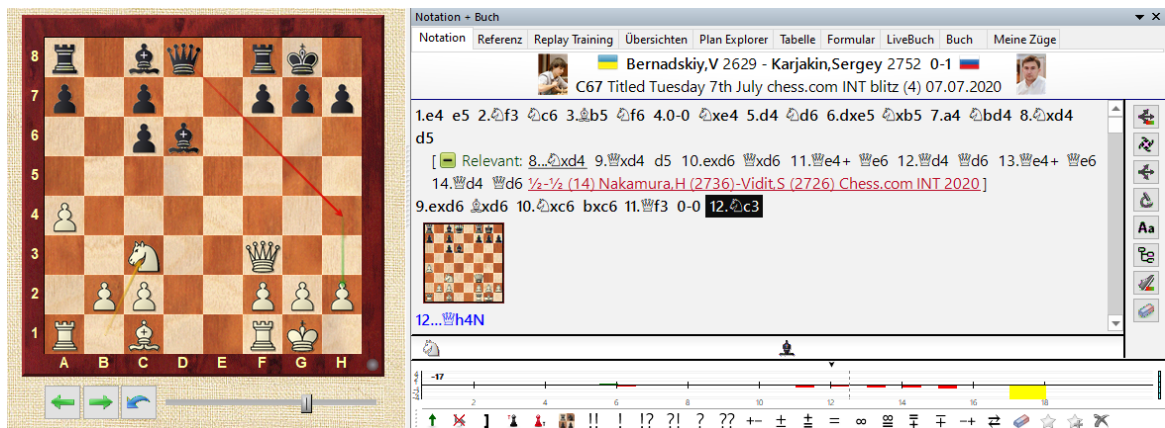 8
7
6
5
4
3
2
1
A B C D E F G H
Notation + Buch
Notation Referenz Replay Training Übersichten Plan Explorer Tabelle Formular LiveBuch Buch Meine Züge
Bernadskiy,V 2629 - Karjakin,Sergey 2752 0-1
C67 Titled Tuesday 7th July chess.com INT blitz (4) 07.07.2020
1.e4 e5 2.♘f3 ♘c6 3.♗b5 ♘f6 4.0-0 ♘xe4 5.d4 ♘d6 6.dxe5 ♘xb5 7.a4 ♘bd4 8.♘xd4
d5
[ Relevant: 8...♘xd4 9.♕xd4 d5 10.exd6 ♕xd6 11.♕e4+ ♕e6 12.♕d4 ♕d6 13.♕e4+ ♕e6
14.♕d4 ♕d6 ½-½ (14) Nakamura,H (2736)-Vidit,S (2726) Chess.com INT 2020 ]
9.exd6 ♗xd6 10.♘xc6 bxc6 11.♕f3 0-0 12.♘c3
12...♕h4N
Aa
-17
2 4 6 8 10 12 14 16 18
] !! ! !? ?! ? ?? +− ± ⩲ = ∞ ⩱ ∓ −+ ⇄